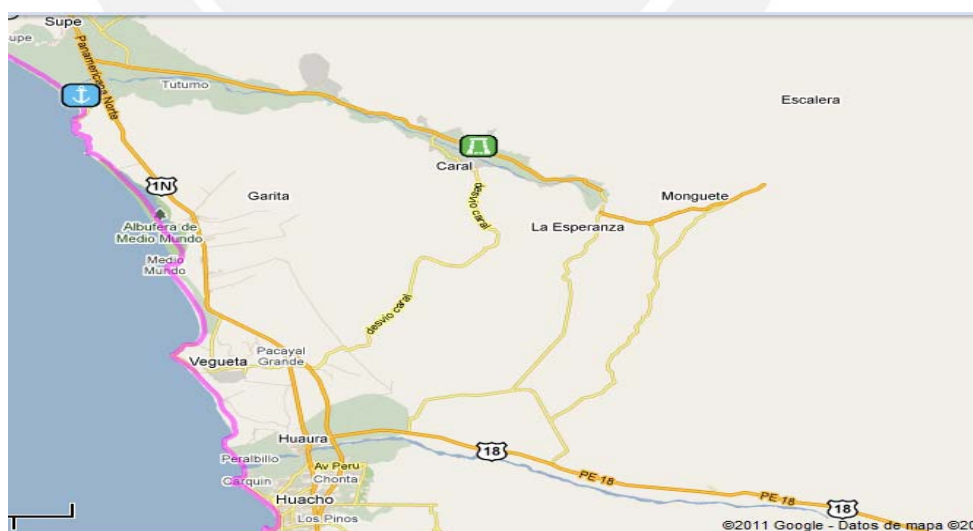 Supe
upe
Panamericana Norte
Tutumo
Escalera
Caral
1N
Garita
desvio caral
Monguete
La Esperanza
Albufera de
Medio Mundo
Medio
Mundo
desvio caral
Pacayal
Grande
Vegueta
Huaura
18
Peralbillo
Av Peru
Carquin
Chonta
PE 18
PE 18
Huacho
18
Los Pinos
©2011 Google - Datos de mapa ©20